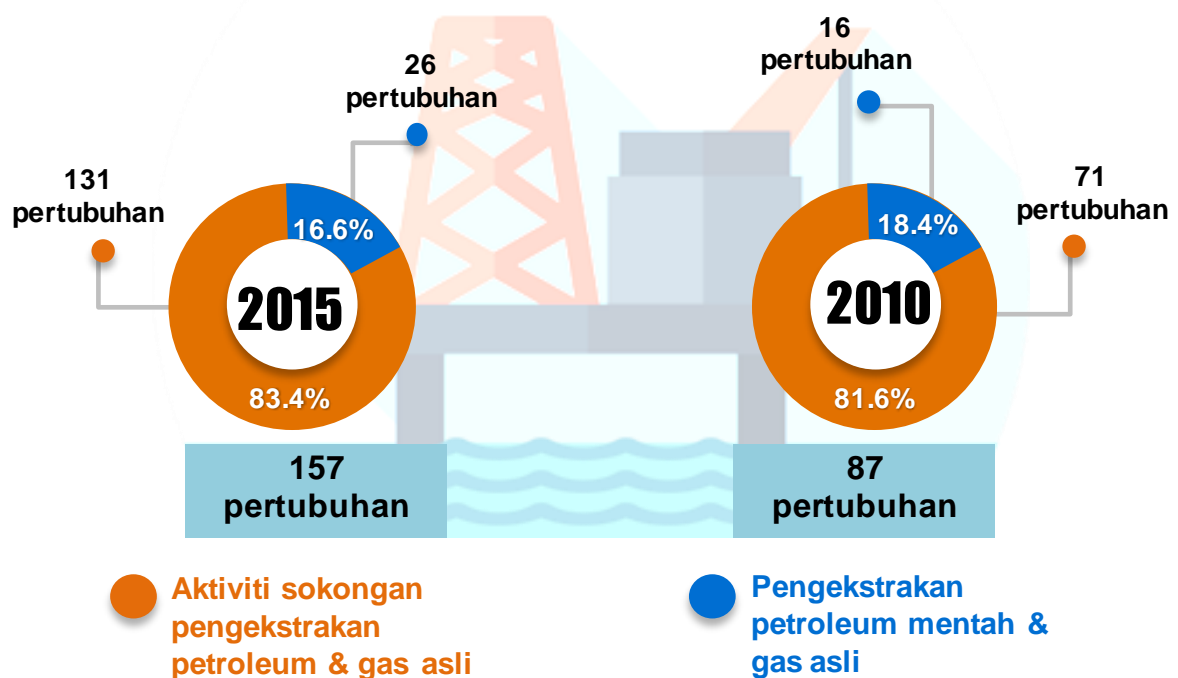 26
pertubuhan
131
pertubuhan
16.6%
2015
83.4%
157
pertubuhan
16
pertubuhan
71
pertubuhan
18.4%
2010
81.6%
87
pertubuhan
Aktiviti sokongan
pengekstrakan
petroleum & gas asli
Pengekstrakan
petroleum mentah &
gas asli